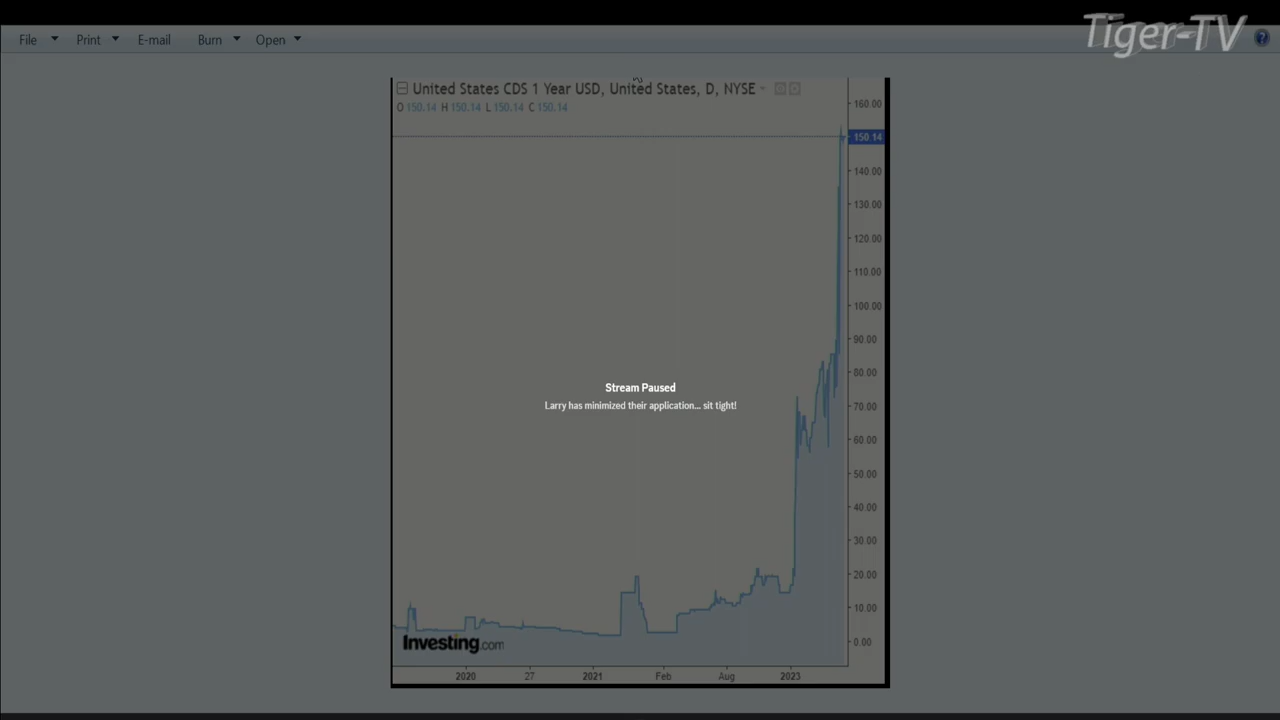 Tiger-TV
File Print E-mail Burn Open
United States CDS 1 Year USD, United States, D, NYSE
O 150.14 H 150.14 L 150.14 C 150.14
160.00
150.14
140.00
130.00
120.00
110.00
100.00
90.00
80.00
Stream Paused
Larry has minimized their application... sit tight!
70.00
60.00
50.00
40.00
30.00
20.00
10.00
0.00
Investing.com
2020 27 2021 Feb Aug 2023